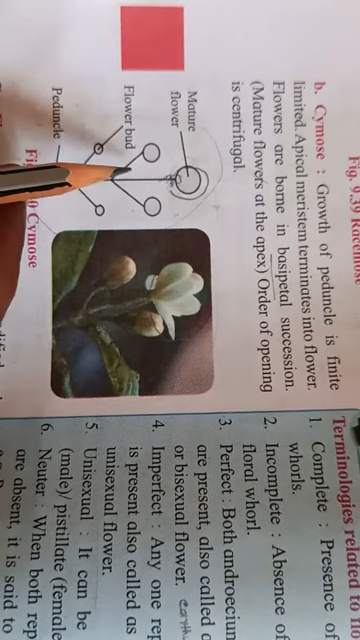 Fig. 9.39 Racemose
b. Cymose : Growth of peduncle is finite
limited. Apical meristem terminates into flower.
Flowers are borne in basipetal succession.
(Mature flowers at the apex) Order of opening
is centrifugal.
Mature
flower
Flower bud
Peduncle
0 Cymose
Terminologies related to
1. Complete : Presence of
whorls.
2. Incomplete : Absence o
floral whorl.
3. Perfect : Both androecium
are present, also called
or bisexual flower.
4. Imperfect : Any one rep
is present also called as
unisexual flower.
5. Unisexual : It can be
(male)/ pistillate (female
6. Neuter : When both rep
are absent, it is said to